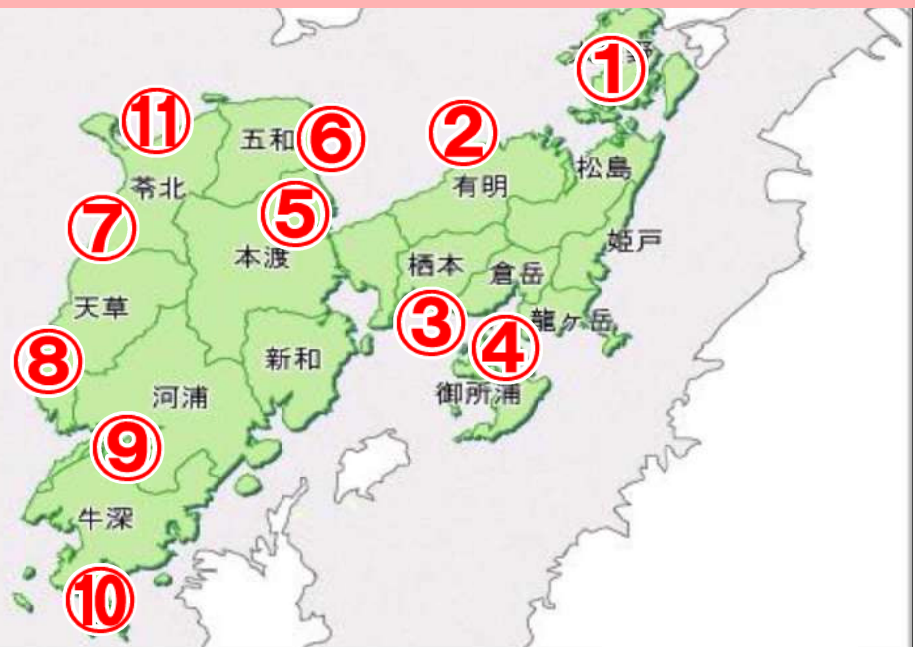 ①
⑪
五和
⑥
②
松島
苓北
有明
⑦
⑤
姫戸
本渡
栖本
倉岳
天草
③
龍ヶ岳
⑧
新和
④
河浦
御所浦
⑨
牛深
⑩